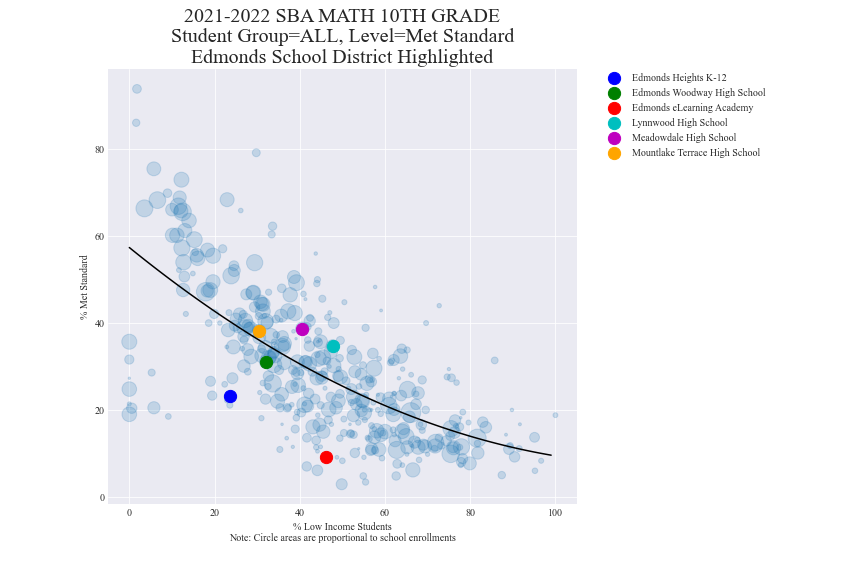 2021-2022 SBA MATH 10TH GRADE
Student Group=ALL, Level=Met Standard
Edmonds School District Highlighted
Edmonds Heights K-12
Edmonds Woodway High School
Edmonds eLearning Academy
Lynnwood High School
Meadowdale High School
Mountlake Terrace High School
% Met Standard
80
60
40
20
0
0 20 40 60 80 100
% Low Income Students
Note: Circle areas are proportional to school enrollments